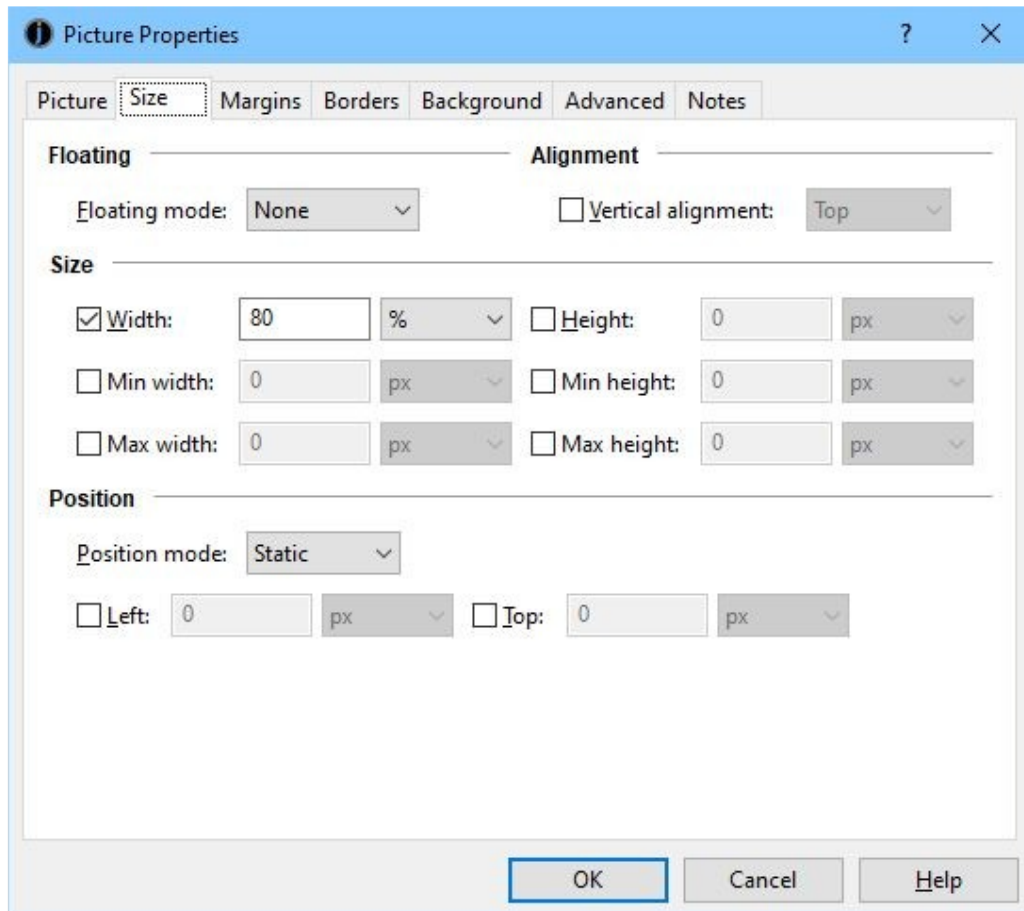 Picture Properties ?
Picture Size Margins Borders Background Advanced Notes
Floating Alignment
Floating mode: None Vertical alignment: Top
Size
Width: 80 % Height: 0 px
Min width: 0 px Min height: 0 px
Max width: 0 px Max height: 0 px
Position
Position mode: Static
Left: 0 px Top: 0 px
OK Cancel Help